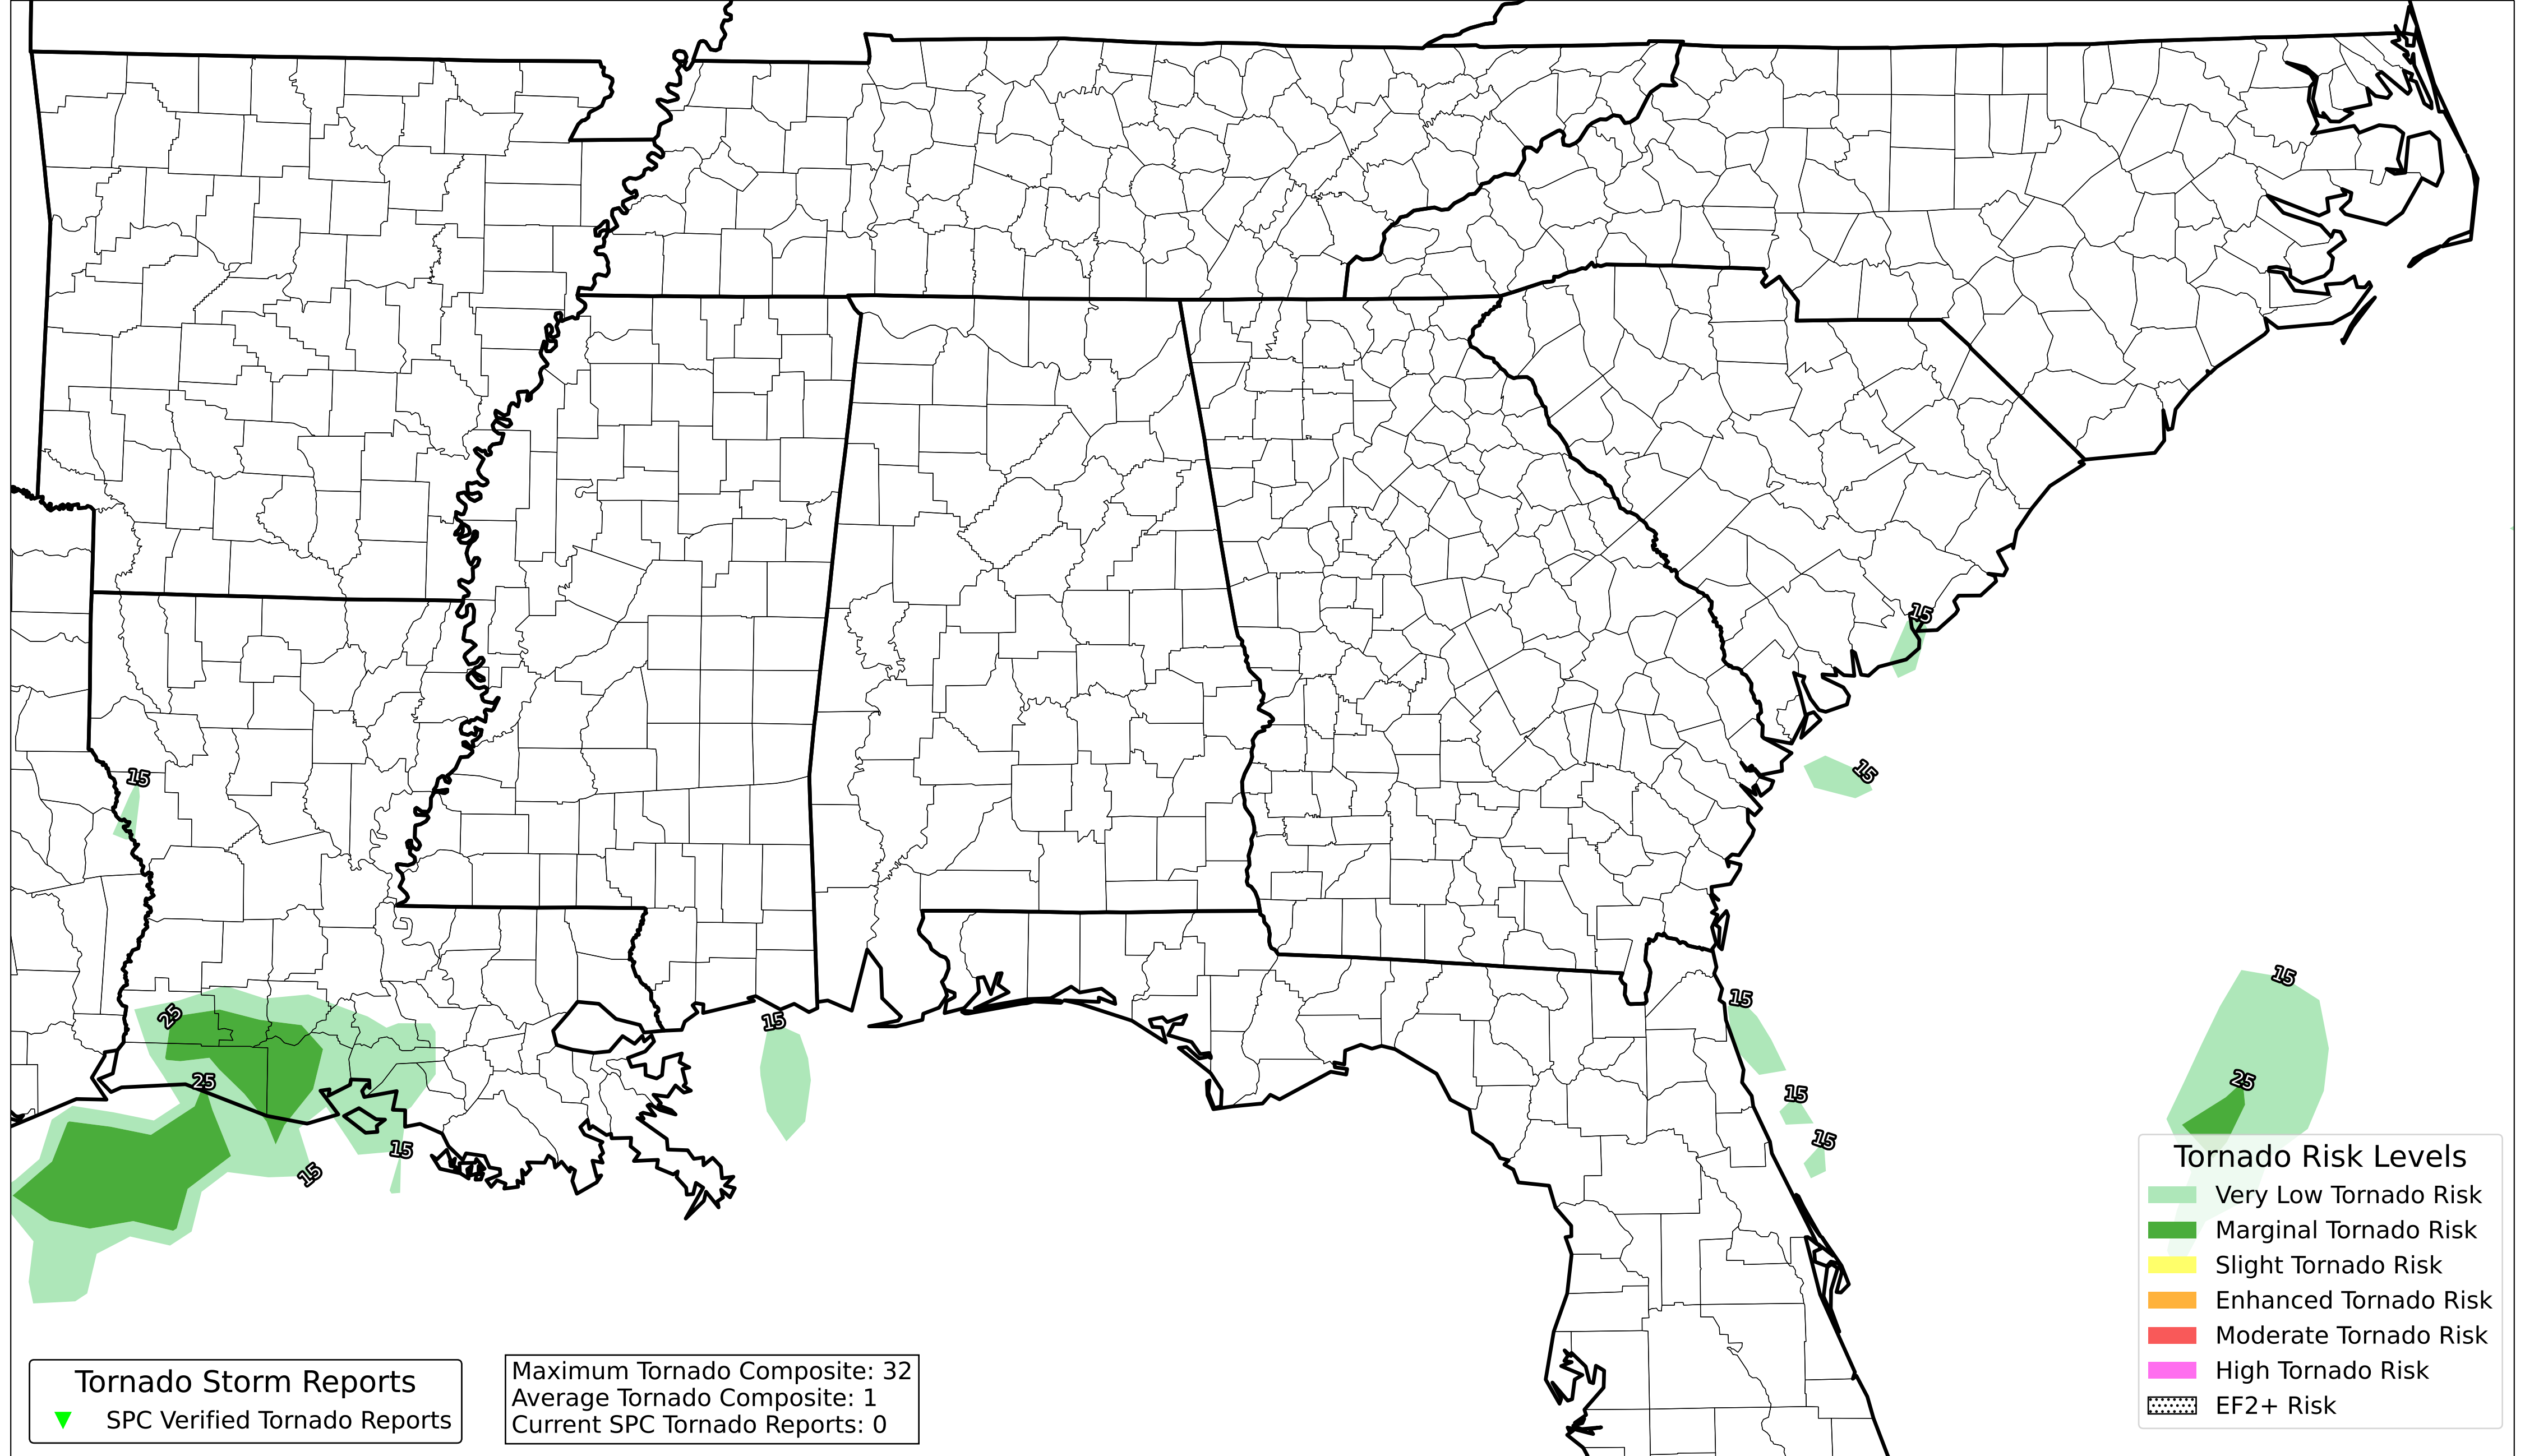 15
15
15
15
25
15
25
15
15
25
15
15
15
Tornado Risk Levels
Very Low Tornado Risk
Marginal Tornado Risk
Slight Tornado Risk
Enhanced Tornado Risk
Moderate Tornado Risk
High Tornado Risk
EF2+ Risk
Tornado Storm Reports
SPC Verified Tornado Reports
Maximum Tornado Composite: 32
Average Tornado Composite: 1
Current SPC Tornado Reports: 0